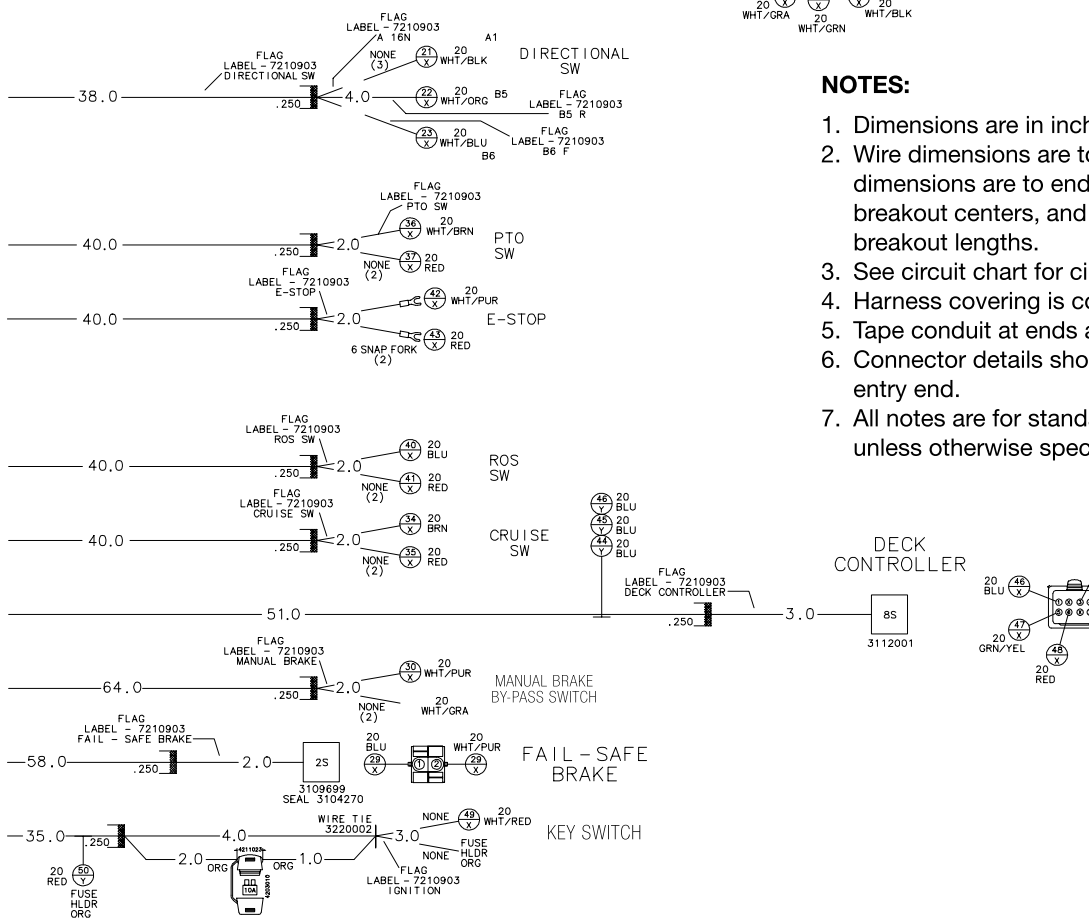 20
WHT/GRA
X
20
WHT/GRN
X
X
20
WHT/BLK
38.0
FLAG
LABEL - 7210903
DIRECTIONAL SW
.250
FLAG
LABEL - 7210903
A 16N
NONE
(3)
4.0
21
X
20
WHT/BLK
A1
22
X
20
WHT/ORG
B5
23
X
20
WHT/BLU
B6
FLAG
LABEL - 7210903
B5 R
FLAG
LABEL - 7210903
B6 F
DIRECTIONAL
SW
40.0
.250
2.0
FLAG
LABEL - 7210903
PTO SW
36
X
20
WHT/BRN
NONE
(2)
37
X
20
RED
PTO
SW
40.0
.250
2.0
FLAG
LABEL - 7210903
E-STOP
42
X
20
WHT/PUR
6 SNAP FORK
(2)
43
X
20
RED
E-STOP
40.0
.250
2.0
FLAG
LABEL - 7210903
ROS SW
40
X
20
BLU
NONE
(2)
41
X
20
RED
ROS
SW
40.0
.250
2.0
FLAG
LABEL - 7210903
CRUISE SW
34
X
20
BRN
NONE
(2)
35
X
20
RED
CRUISE
SW
51.0
46
Y
20
BLU
45
Y
20
BLU
44
Y
20
BLU
FLAG
LABEL - 7210903
DECK CONTROLLER
.250
3.0
8S
3112001
DECK
CONTROLLER
20
BLU
46
X
47
X
20
GRN/YEL
48
X
20
RED
64.0
.250
2.0
FLAG
LABEL - 7210903
MANUAL BRAKE
30
X
20
WHT/PUR
NONE
(2)
20
WHT/GRA
MANUAL BRAKE
BY-PASS SWITCH
58.0
.250
2.0
FLAG
LABEL - 7210903
FAIL - SAFE BRAKE
2S
3109699
SEAL 3104270
20
BLU
29
X
1
2
20
WHT/PUR
29
X
FAIL - SAFE
BRAKE
35.0
.250
4.0
2.0
ORG
4211023
10A
4203010
ORG
1.0
20
RED
50
Y
FUSE
HLDR
ORG
WIRE TIE
3220002
3.0
NONE
49
X
20
WHT/RED
NONE
FUSE
HLDR
ORG
FLAG
LABEL - 7210903
IGNITION
KEY SWITCH
NOTES:
1. Dimensions are in inch
2. Wire dimensions are to
dimensions are to end
breakout centers, and
breakout lengths.
3. See circuit chart for ci
4. Harness covering is co
5. Tape conduit at ends a
6. Connector details sho
entry end.
7. All notes are for stand
unless otherwise spec